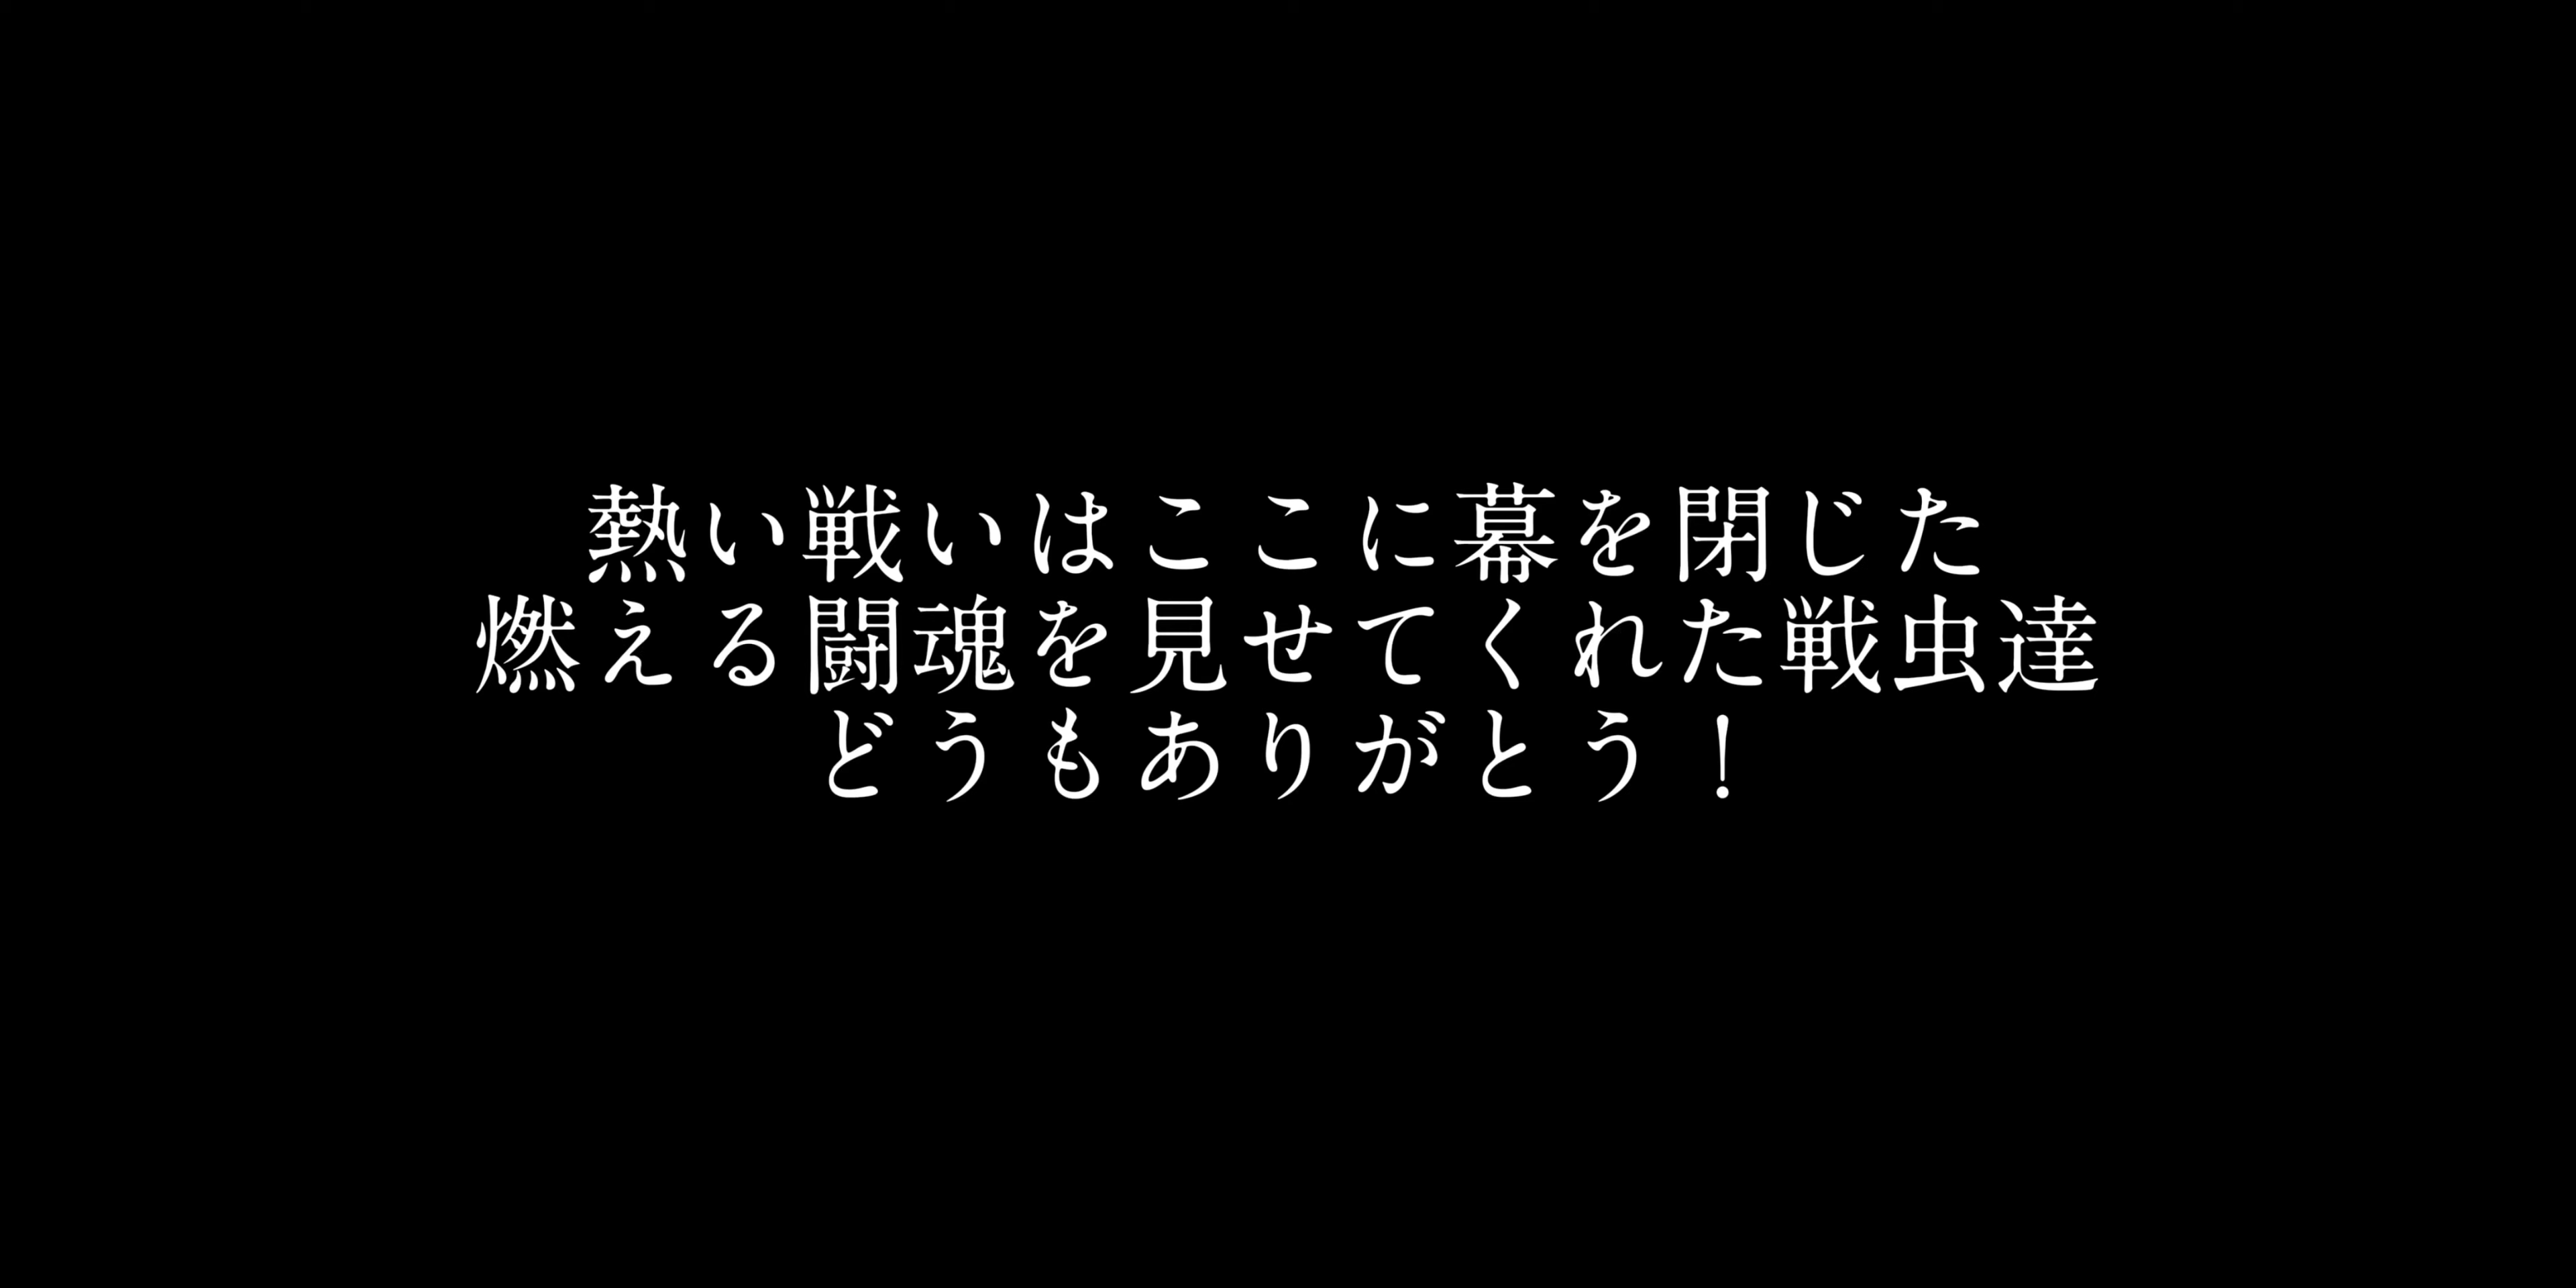 熱い戦いはここに幕を閉じた
燃える闘魂を見せてくれた戦虫達
どうもありがとう！